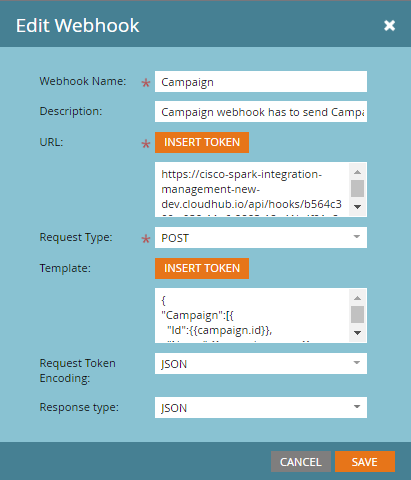 Edit Webhook
Webhook Name: * Campaign
Description: Campaign webhook has to send Campa
URL: * INSERT TOKEN
https://cisco-spark-integration-
management-new-
dev.cloudhub.io/api/hooks/b564c3
Request Type: * POST
Template: INSERT TOKEN
{
"Campaign":[{
"Id":{{campaign.id}},
Request Token
Encoding: JSON
Response type: JSON
CANCEL SAVE